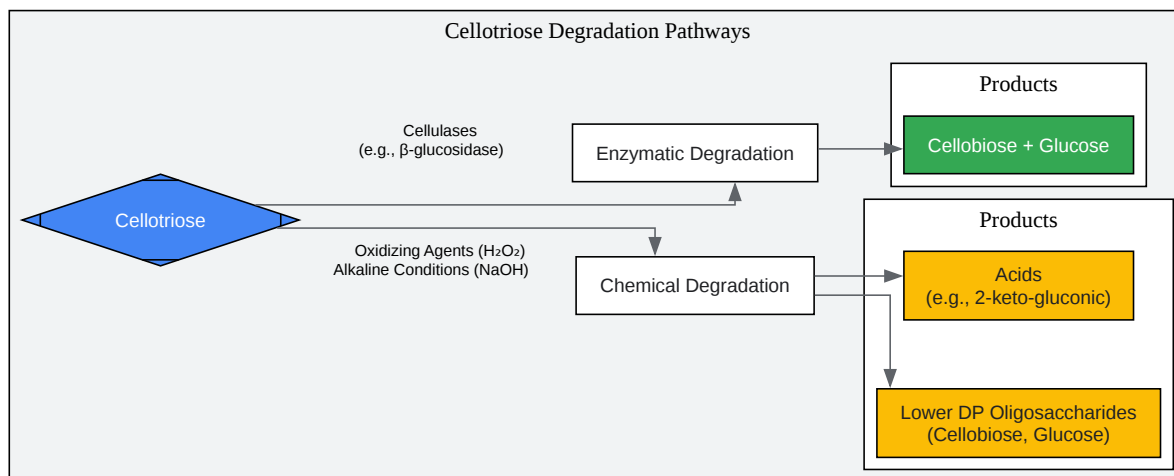 Cellotriose Degradation Pathways
Products
Cellulases
(e.g., β-glucosidase)
Enzymatic Degradation
Cellobiose + Glucose
Cellotriose
Products
Oxidizing Agents (H₂O₂)
Alkaline Conditions (NaOH)
Chemical Degradation
Acids
(e.g., 2-keto-gluconic)
Lower DP Oligosaccharides
(Cellobiose, Glucose)